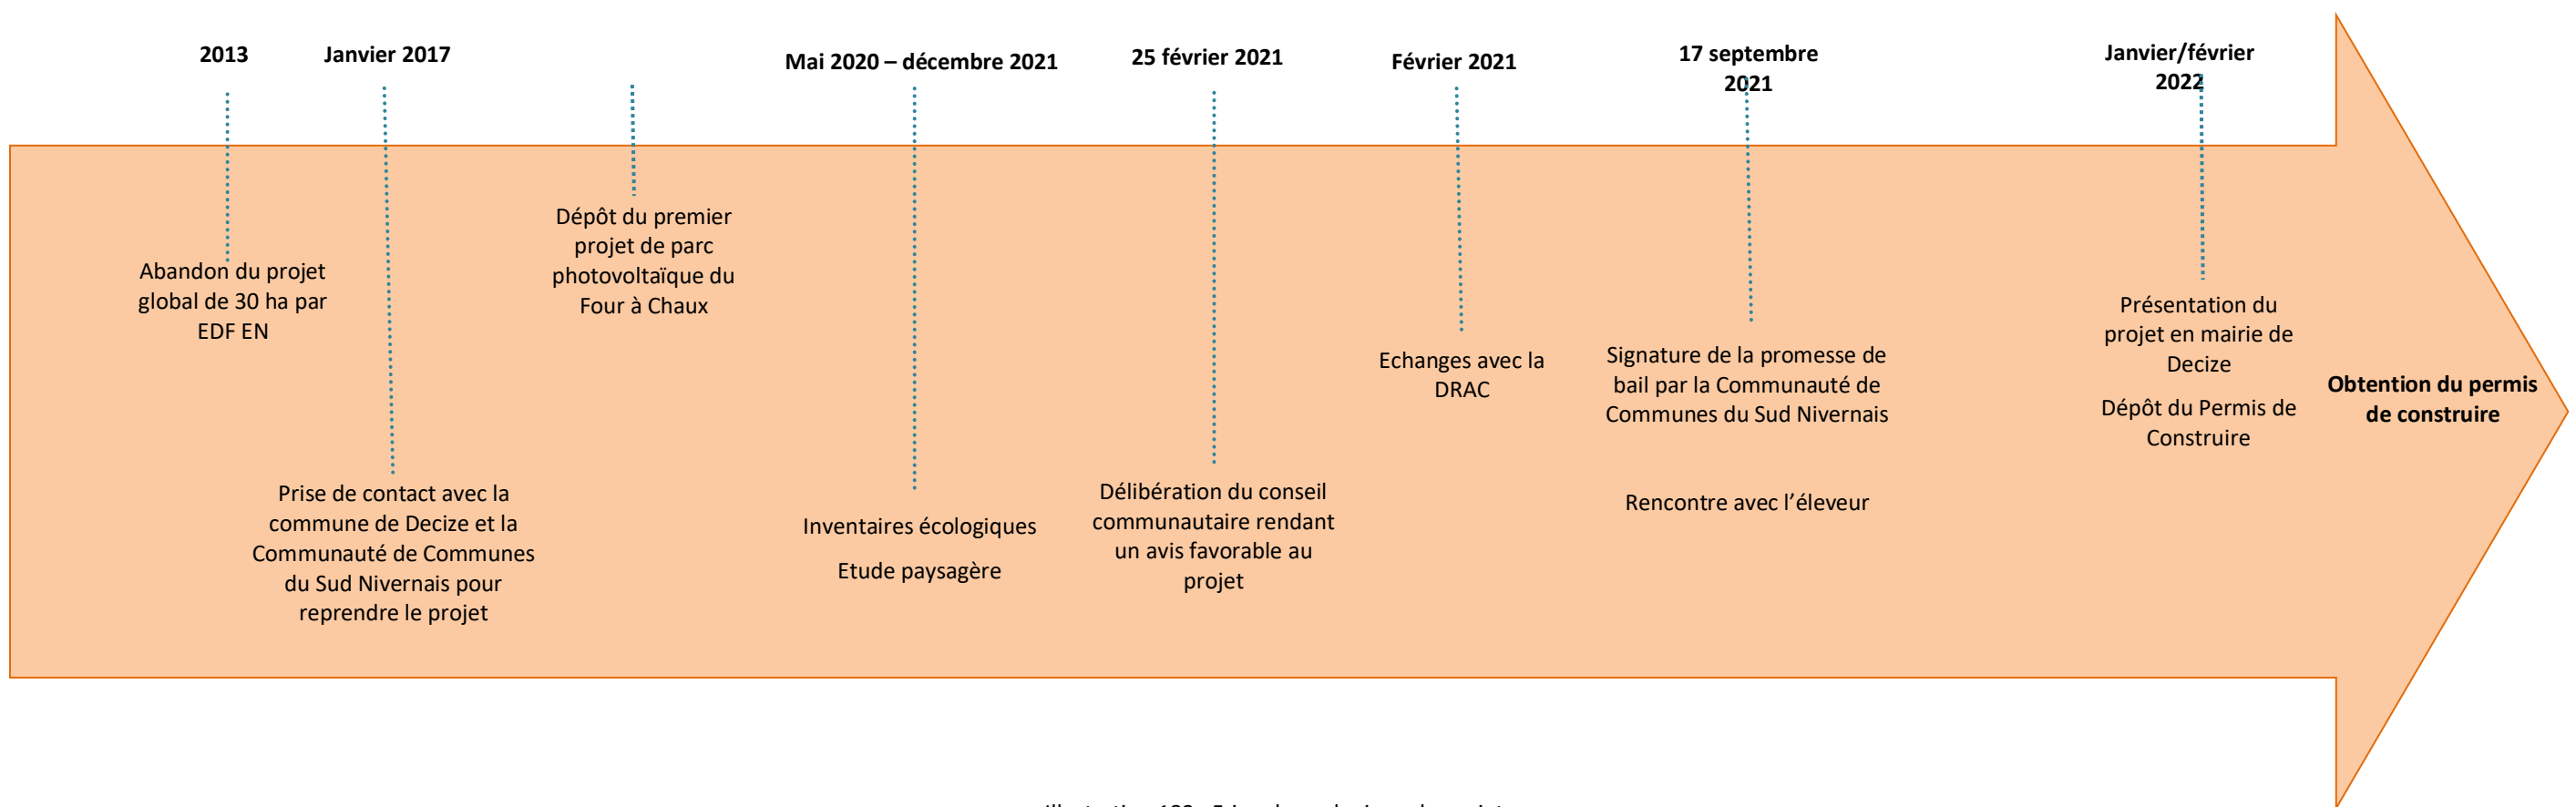 2013
Janvier 2017
Mai 2020 – décembre 2021
25 février 2021
Février 2021
17 septembre
2021
Janvier/février
2022
Abandon du projet
global de 30 ha par
EDF EN
Prise de contact avec la
commune de Decize et la
Communauté de Communes
du Sud Nivernais pour
reprendre le projet
Dépôt du premier
projet de parc
photovoltaïque du
Four à Chaux
Inventaires écologiques
Etude paysagère
Délibération du conseil
communautaire rendant
un avis favorable au
projet
Echanges avec la
DRAC
Signature de la promesse de
bail par la Communauté de
Communes du Sud Nivernais
Rencontre avec l’éleveur
Présentation du
projet en mairie de
Decize
Dépôt du Permis de
Construire
Obtention du permis
de construire